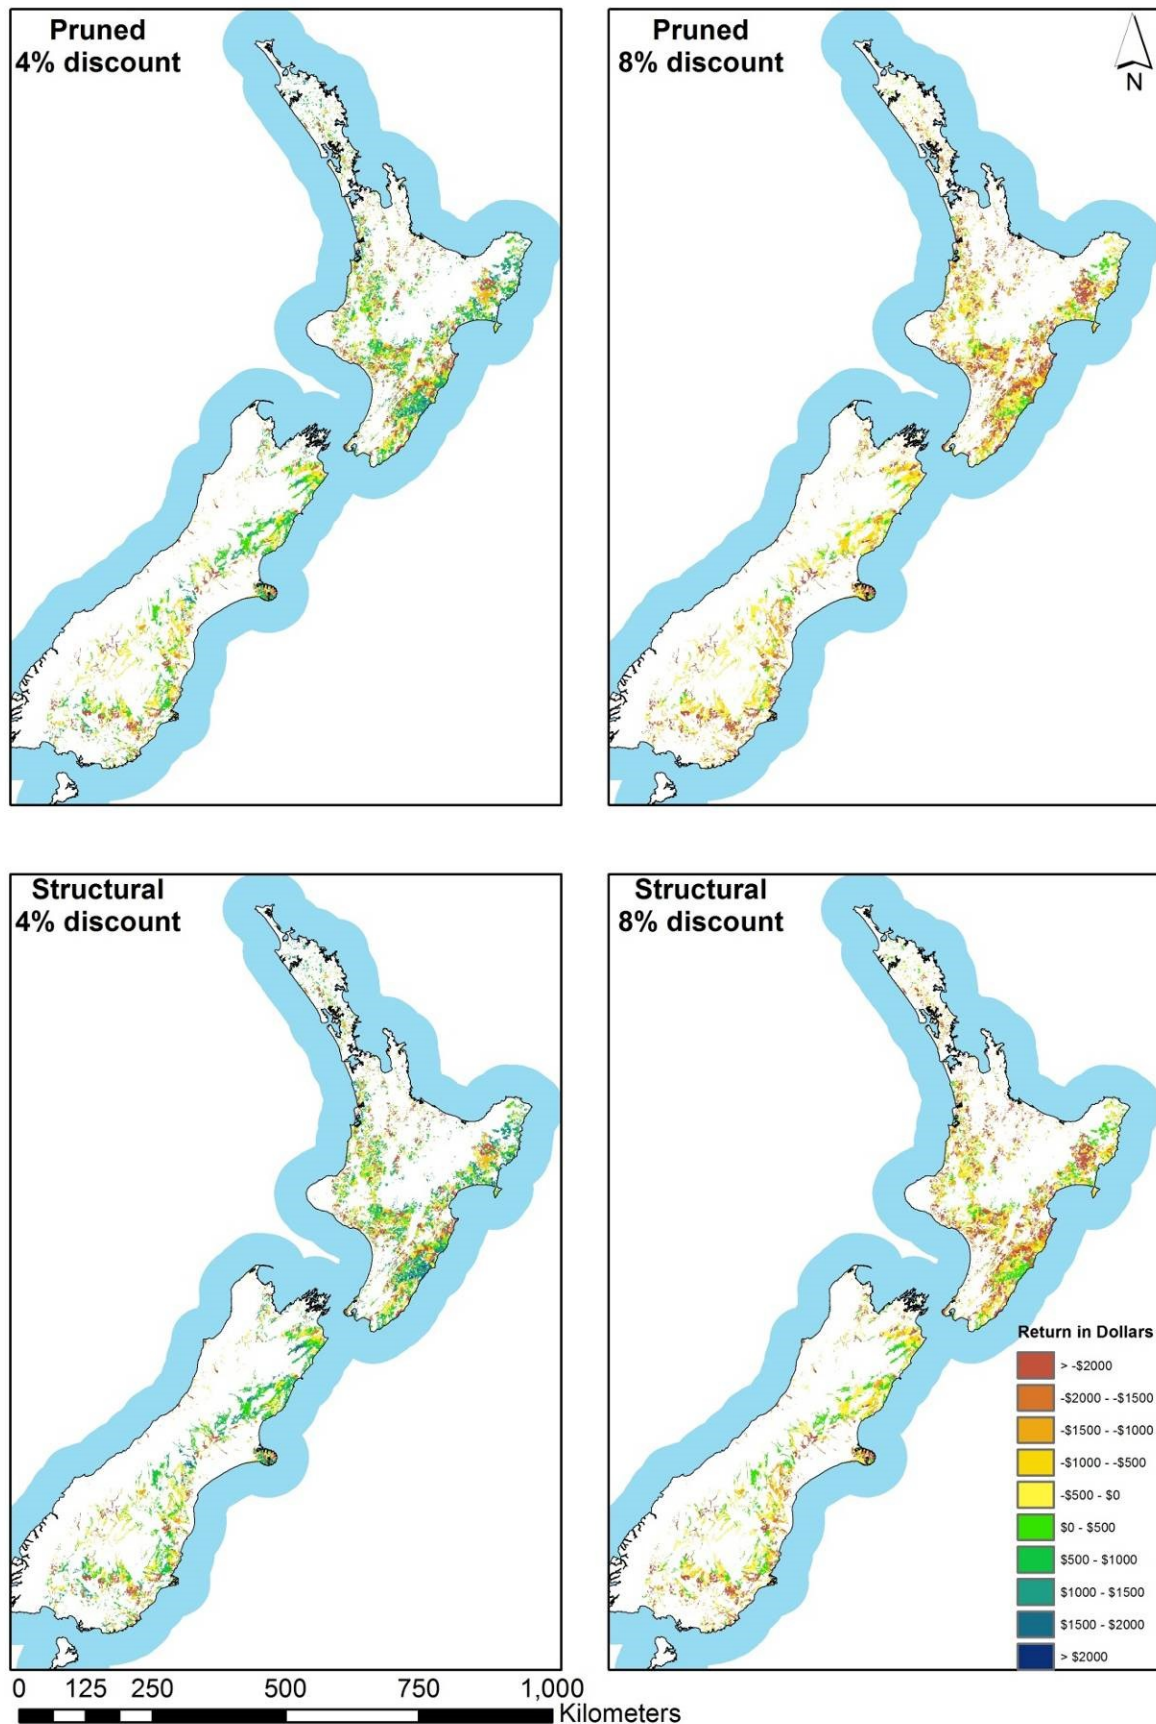 Pruned
4% discount
Pruned
8% discount
N
Structural
4% discount
Structural
8% discount
Return in Dollars
> -$2000
-$2000 - -$1500
-$1500 - -$1000
-$1000 - -$500
-$500 - $0
$0 - $500
$500 - $1000
$1000 - $1500
$1500 - $2000
> $2000
0 125 250 500 750 1,000
Kilometers